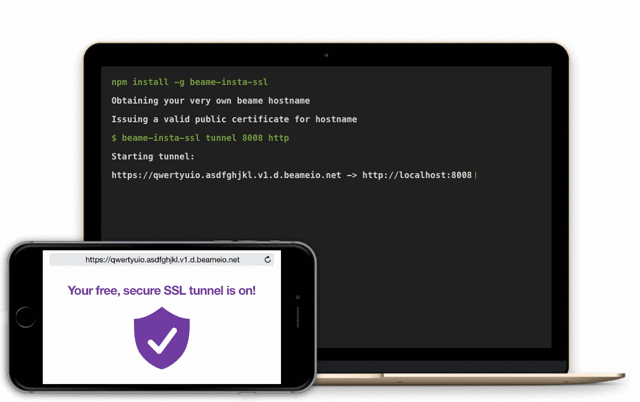 npm install -g beame-insta-ssl
Obtaining your very own beame hostname
Issuing a valid public certificate for hostname
$ beame-insta-ssl tunnel 8008 http
Starting tunnel:
https://qwertyuio.asdfghjkl.v1.d.beameio.net -> http://localhost:8008
https://qwertyuio.asdfghjkl.v1.d.beameio.net
Your free, secure SSL tunnel is on!